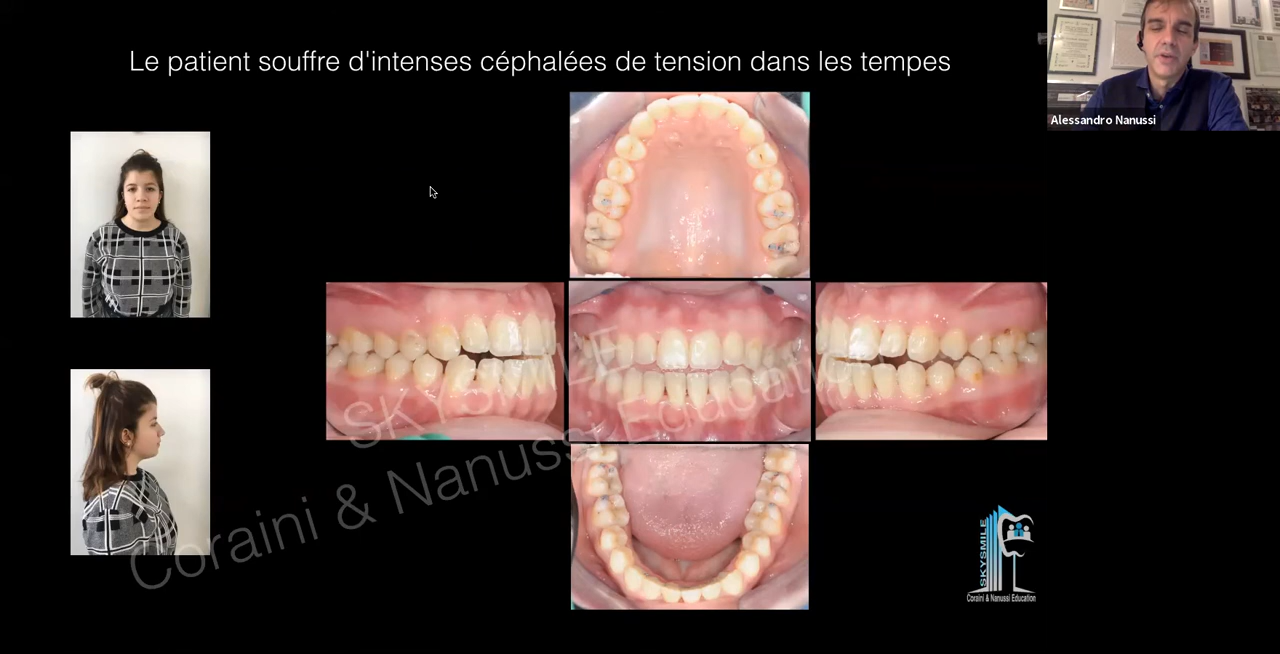 Le patient souffre d'intenses céphalées de tension dans les tempes
Alessandro Nanussi
SKYSMILE
Coraini & Nanussi Education
SKYSMILE
Coraini & Nanussi Education